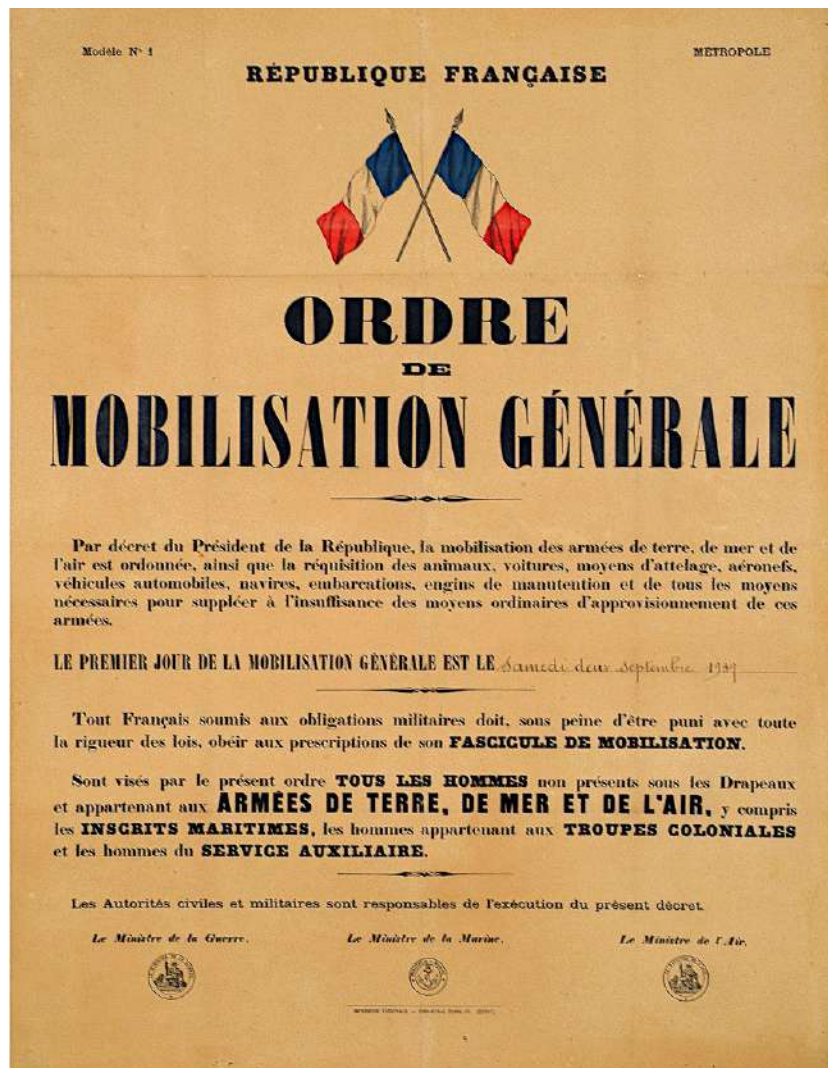 Modèle N° 1
MÉTROPOLE
RÉPUBLIQUE FRANÇAISE
ORDRE
DE
MOBILISATION GÉNÉRALE
Par décret du Président de la République, la mobilisation des armées de terre, de mer et de
l'air est ordonnée, ainsi que la réquisition des animaux, voitures, moyens d'attelage, aéronefs,
véhicules automobiles, navires, embarcations, engins de manutention et de tous les moyens
nécessaires pour suppléer à l'insuffisance des moyens ordinaires d'approvisionnement de ces
armées.
LE PREMIER JOUR DE LA MOBILISATION GÉNÉRALE EST LE Samedi deux septembre 1939
Tout Français soumis aux obligations militaires doit, sous peine d'être puni avec toute
la rigueur des lois, obéir aux prescriptions de son FASCICULE DE MOBILISATION.
Sont visés par le présent ordre TOUS LES HOMMES non présents sous les Drapeaux
et appartenant aux ARMÉES DE TERRE, DE MER ET DE L'AIR, y compris
les INSCRITS MARITIMES, les hommes appartenant aux TROUPES COLONIALES
et les hommes du SERVICE AUXILIAIRE.
Les Autorités civiles et militaires sont responsables de l'exécution du présent décret.
Le Ministre de la Guerre,
Le Ministre de la Marine,
Le Ministre de l'Air,